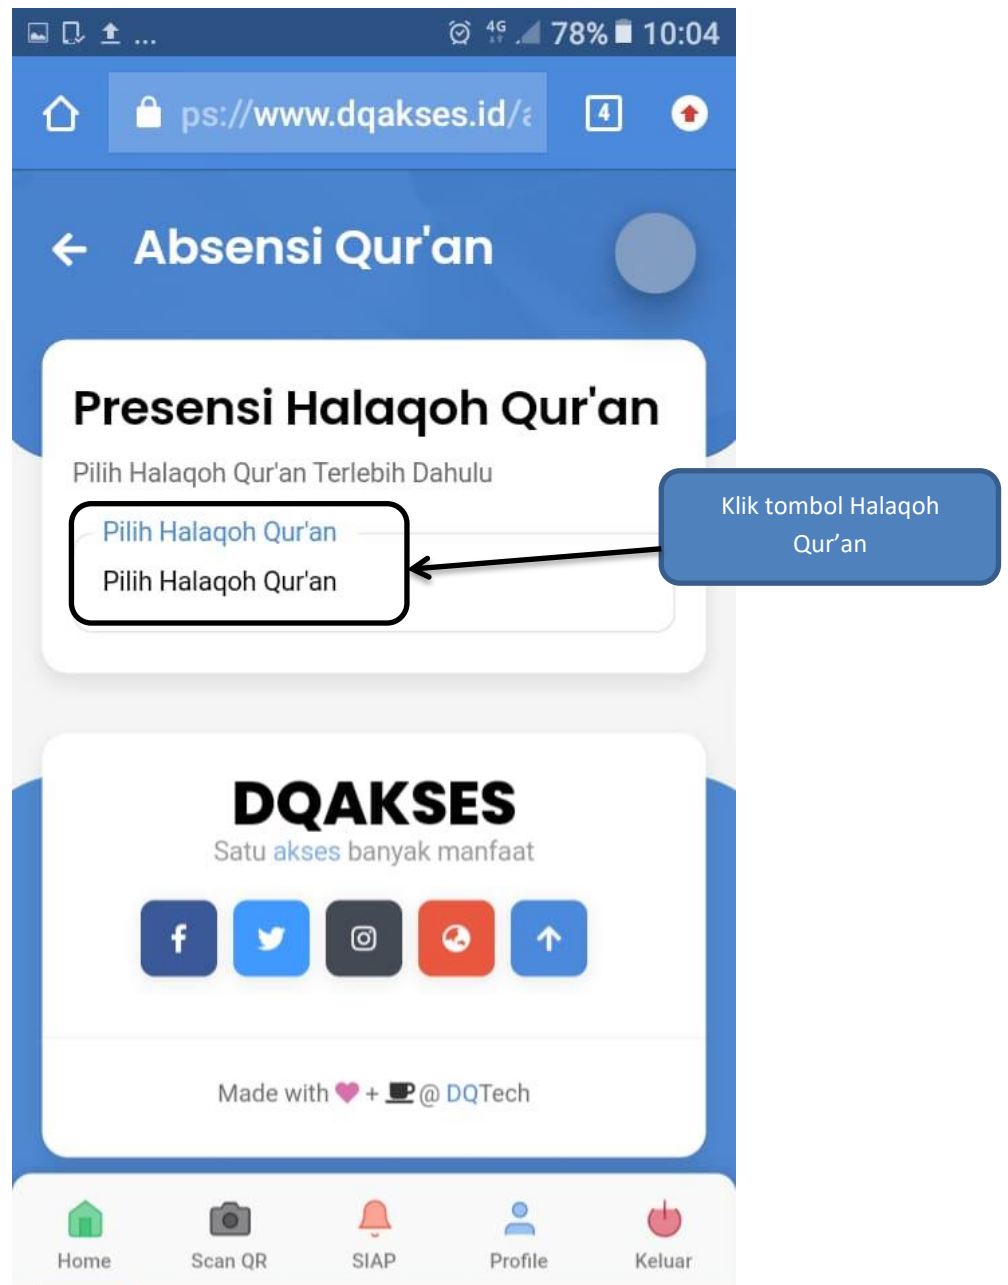 ... 4G 78% 10:04
ps://www.dqakses.id/a 4
Absensi Qur'an
Presensi Halaqoh Qur'an
Pilih Halaqoh Qur'an Terlebih Dahulu
Pilih Halaqoh Qur'an
Pilih Halaqoh Qur'an
Klik tombol Halaqoh
Qur’an
DQAKSES
Satu akses banyak manfaat
Made with + @ DQTech
Home Scan QR SIAP Profile Keluar